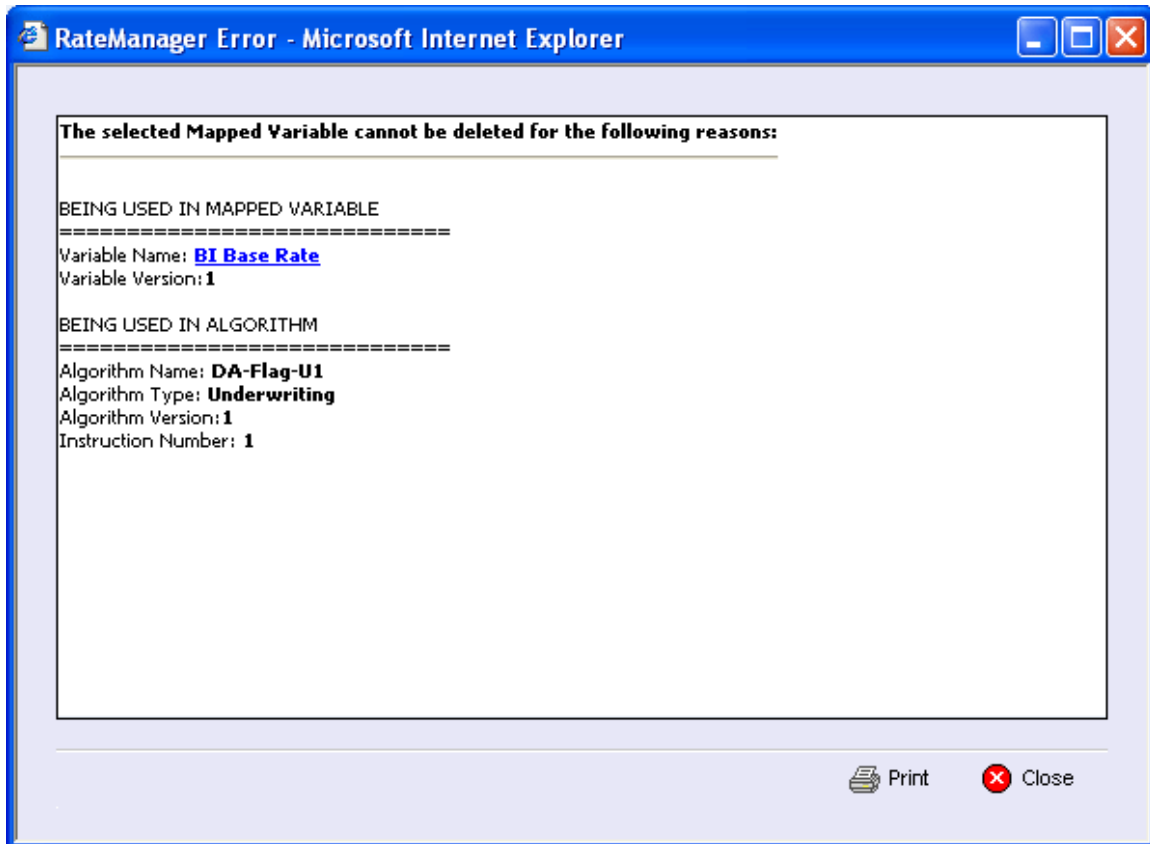 RateManager Error - Microsoft Internet Explorer
The selected Mapped Variable cannot be deleted for the following reasons:
BEING USED IN MAPPED VARIABLE
=============================
Variable Name: BI Base Rate
Variable Version:1
BEING USED IN ALGORITHM
=============================
Algorithm Name: DA-Flag-U1
Algorithm Type: Underwriting
Algorithm Version:1
Instruction Number: 1
Print Close